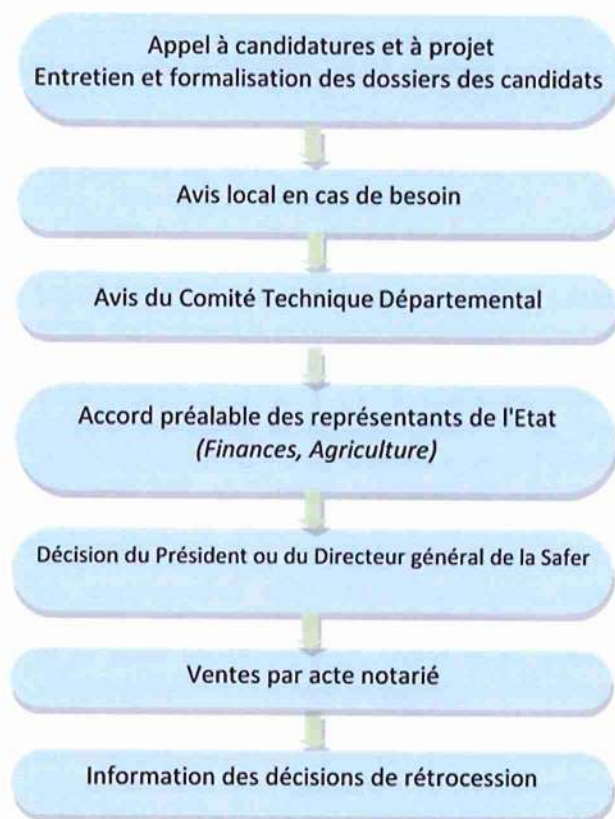 Appel à candidatures et à projet
Entretien et formalisation des dossiers des candidats
Avis local en cas de besoin
Avis du Comité Technique Départemental
Accord préalable des représentants de l'Etat
(Finances, Agriculture)
Décision du Président ou du Directeur général de la Safer
Ventes par acte notarié
Information des décisions de rétrocession